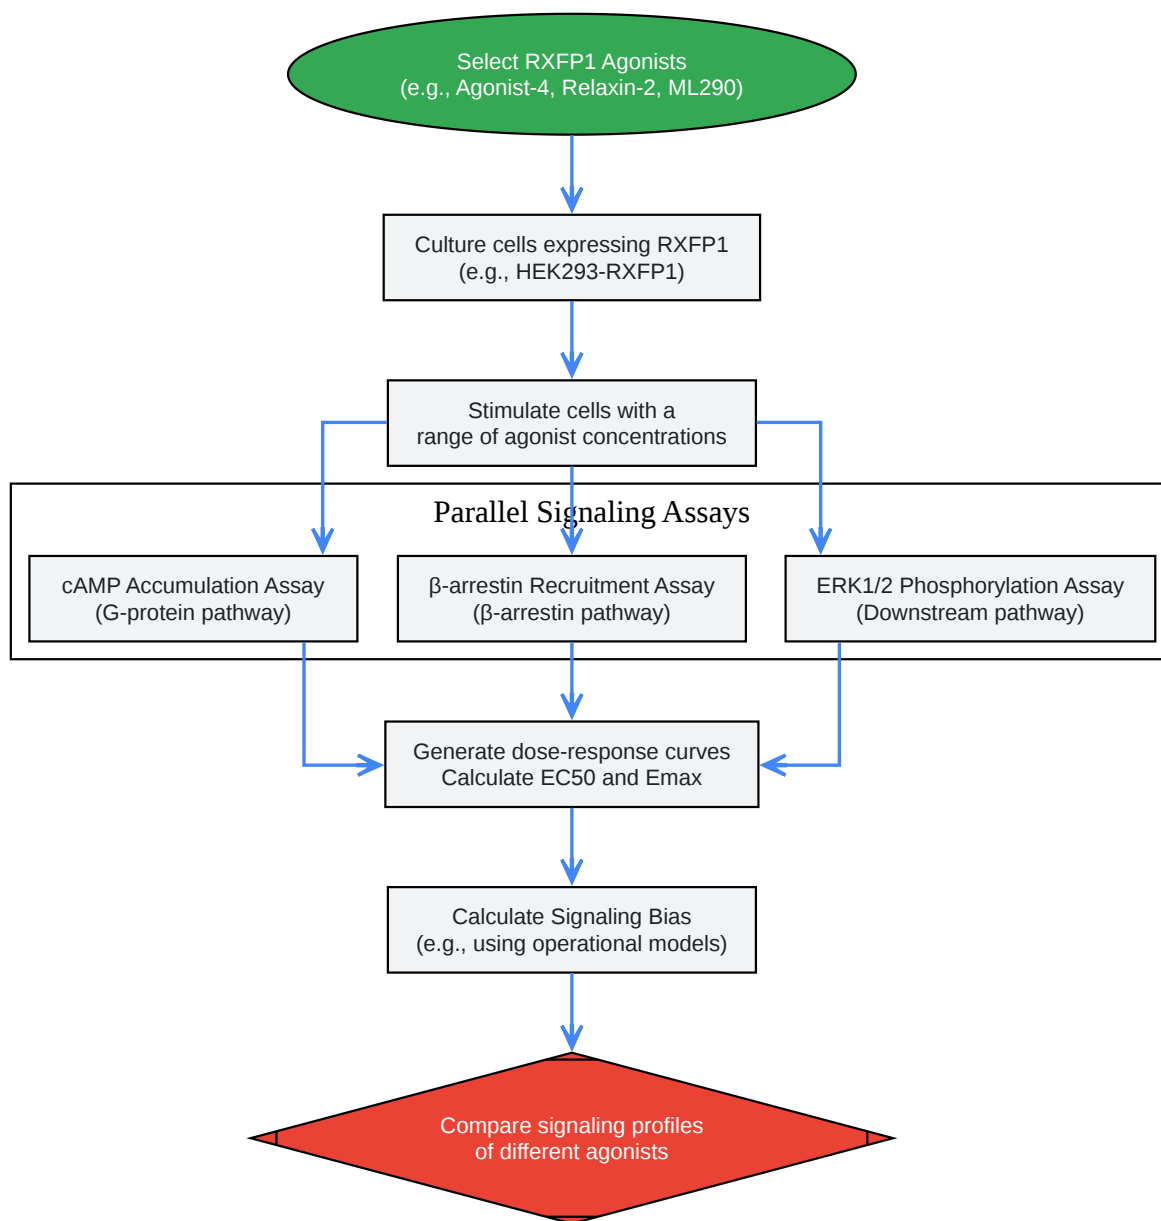 Select RXFP1 Agonists
(e.g., Agonist-4, Relaxin-2, ML290)
Culture cells expressing RXFP1
(e.g., HEK293-RXFP1)
Stimulate cells with a
range of agonist concentrations
Parallel Signaling Assays
cAMP Accumulation Assay
(G-protein pathway)
β-arrestin Recruitment Assay
(β-arrestin pathway)
ERK1/2 Phosphorylation Assay
(Downstream pathway)
Generate dose-response curves
Calculate EC50 and Emax
Calculate Signaling Bias
(e.g., using operational models)
Compare signaling profiles
of different agonists